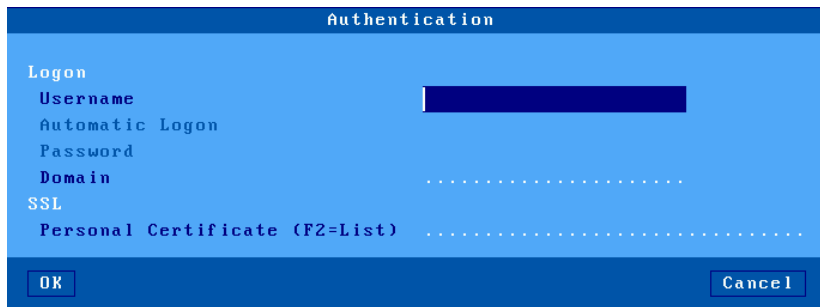 Authentication
Logon
Username
Automatic Logon
Password
Domain ......................
SSL
Personal Certificate (F2=List) ................................
OK Cancel